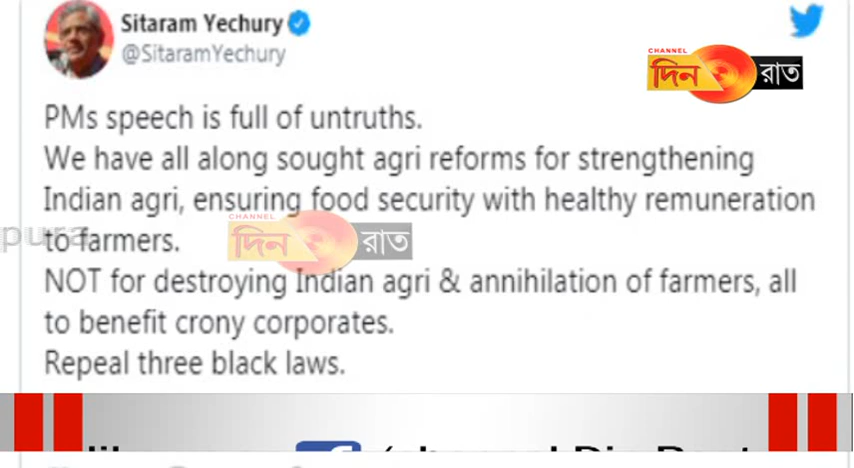 Sitaram Yechury
@SitaramYechury
CHANNEL
দিন রাত
PMs speech is full of untruths.
We have all along sought agri reforms for strengthening
Indian agri, ensuring food security with healthy remuneration
to farmers.
pura
CHANNEL
দিন রাত
NOT for destroying Indian agri & annihilation of farmers, all
to benefit crony corporates.
Repeal three black laws.